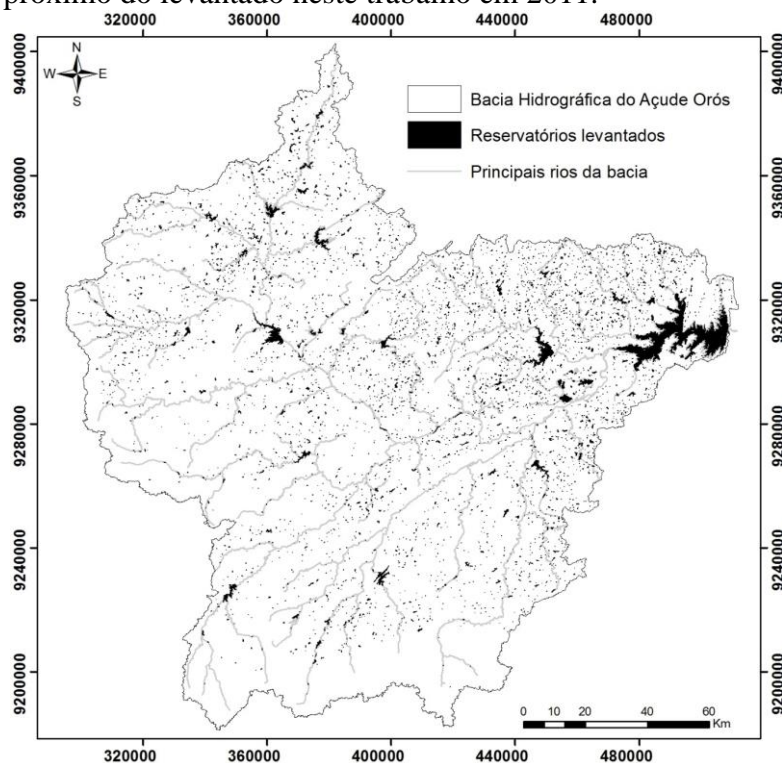 próximo do levantado neste trabalho em 2011.
320000 360000 400000 440000 480000
N
W E
S
Bacia Hidrográfica do Açude Orós
Reservatórios levantados
Principais rios da bacia
9400000 9400000
9360000 9360000
9320000 9320000
9280000 9280000
9240000 9240000
9200000 9200000
0 10 20 40 60
Km
320000 360000 400000 440000 480000